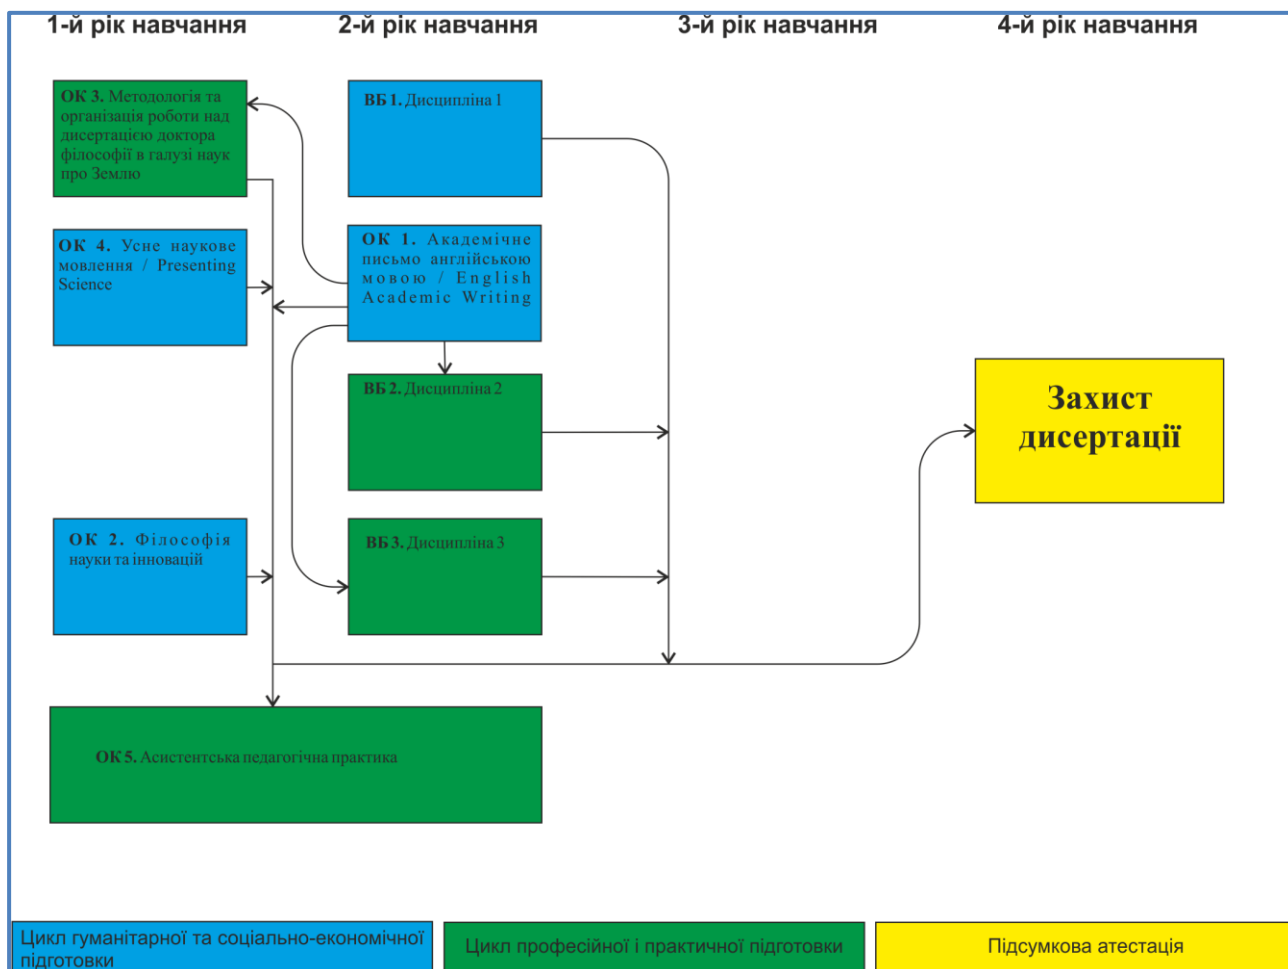 1-й рік навчання
2-й рік навчання
3-й рік навчання
4-й рік навчання
ОК 3. Методологія та
організація роботи над
дисертацією доктора
філософії в галузі наук
про Землю
ВБ 1. Дисципліна 1
ОК 4. Усне наукове
мовлення / Presenting
Science
ОК 1. Академічне
письмо англійською
мовою / English
Academic Writing
ВБ 2. Дисципліна 2
Захист
дисертації
ОК 2. Філософія
науки та інновацій
ВБ 3. Дисципліна 3
ОК 5. Асистентська педагогічна практика
Цикл гуманітарної та соціально-економічної
підготовки
Цикл професійної і практичної підготовки
Підсумкова атестація